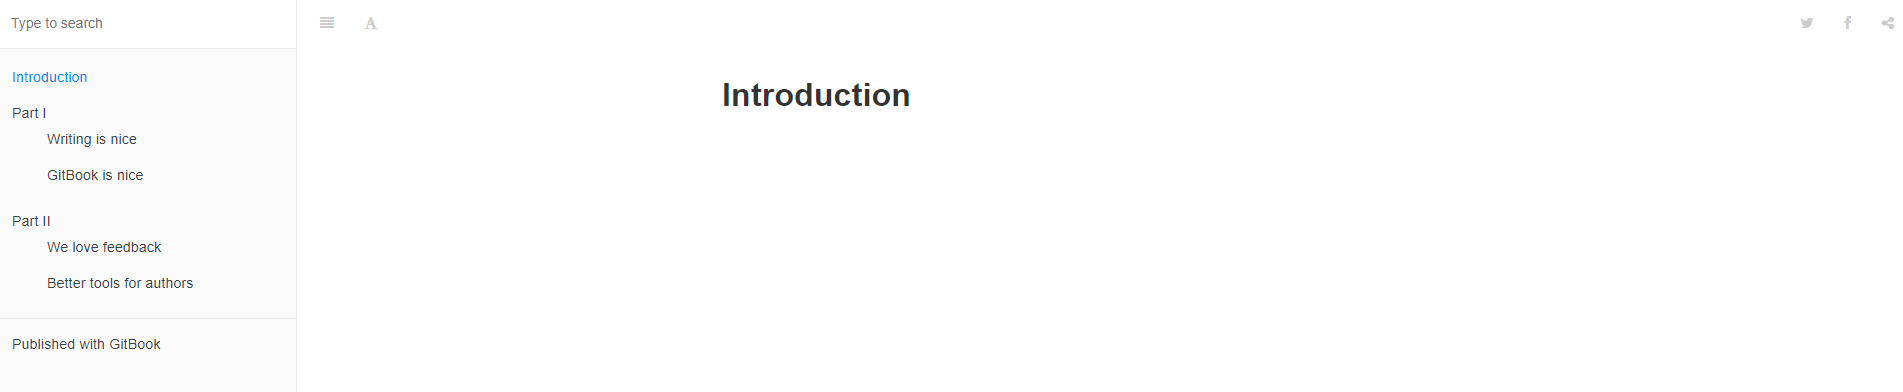 Type to search
A
Introduction
Introduction
Part I
Writing is nice
GitBook is nice
Part II
We love feedback
Better tools for authors
Published with GitBook